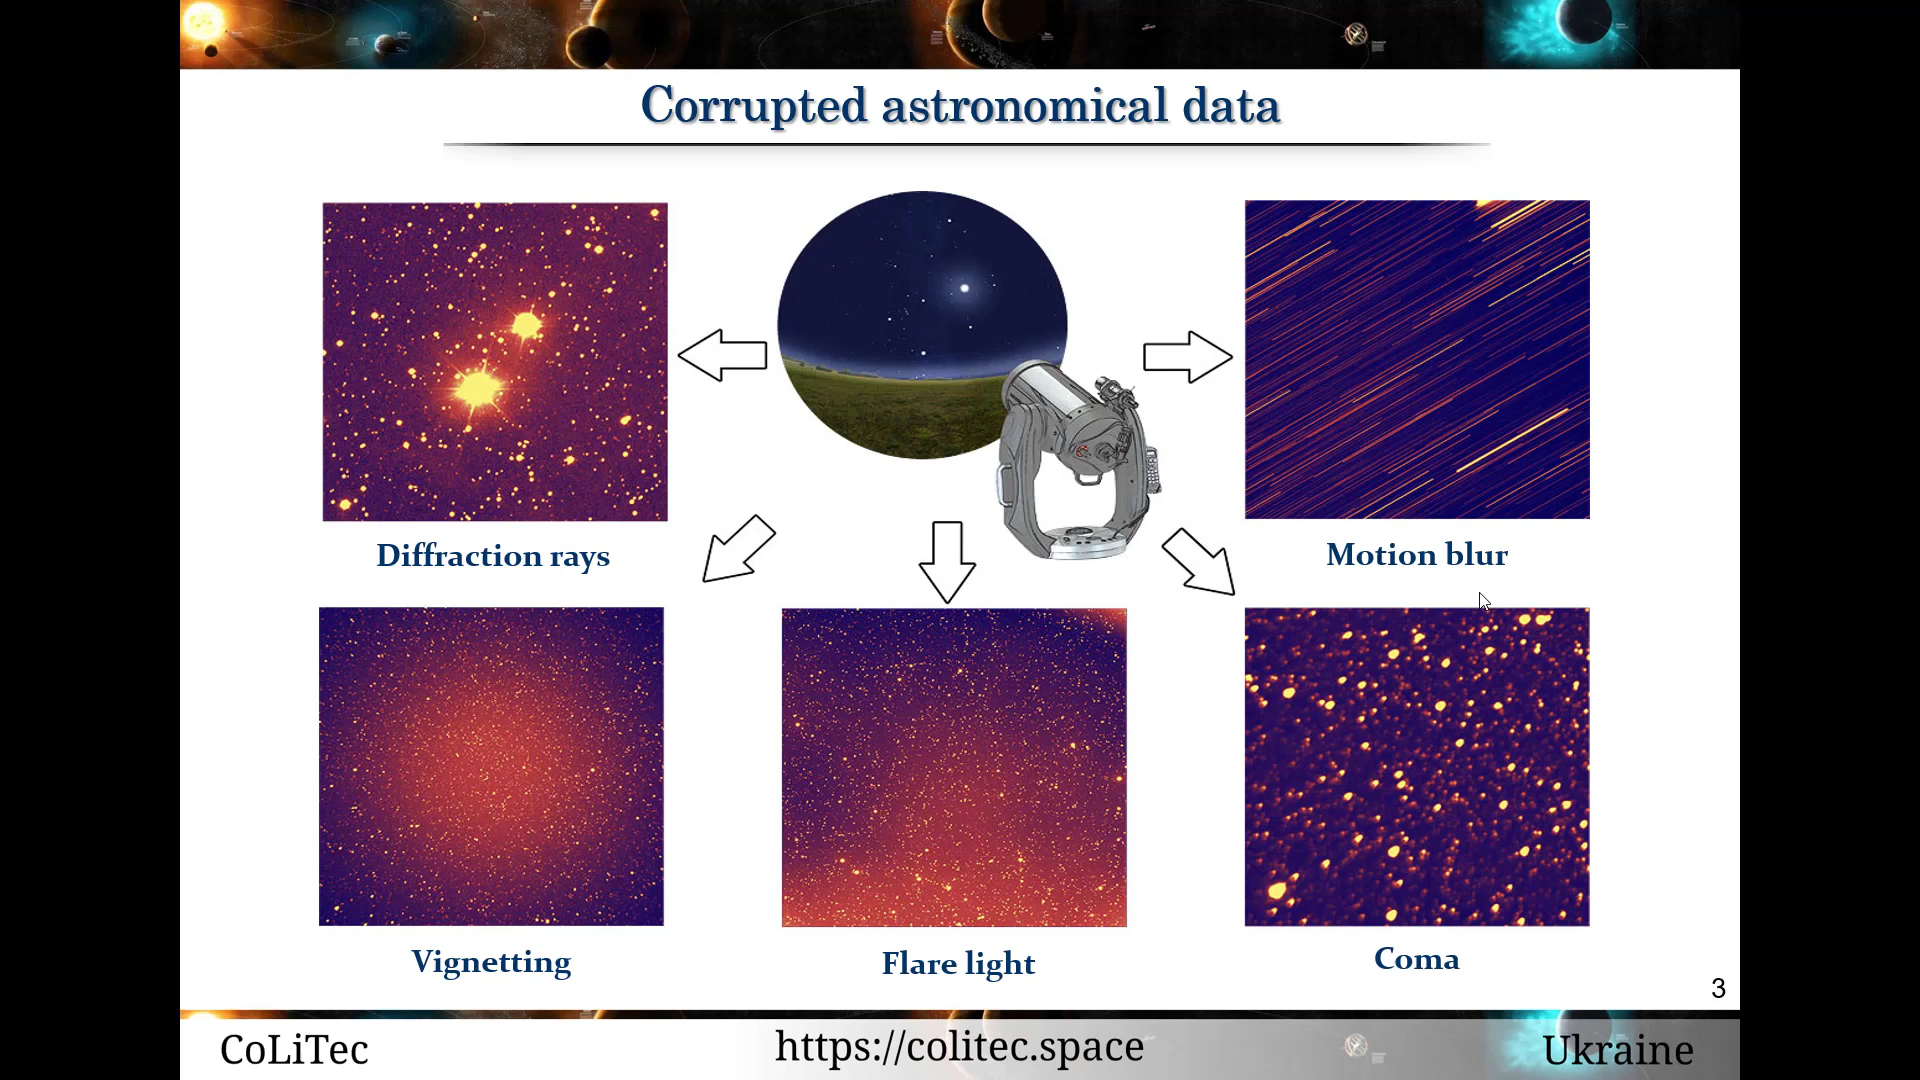 Corrupted astronomical data
Diffraction rays
Motion blur
Vignetting
Flare light
Coma
3
CoLiTec
https://colitec.space
Ukraine